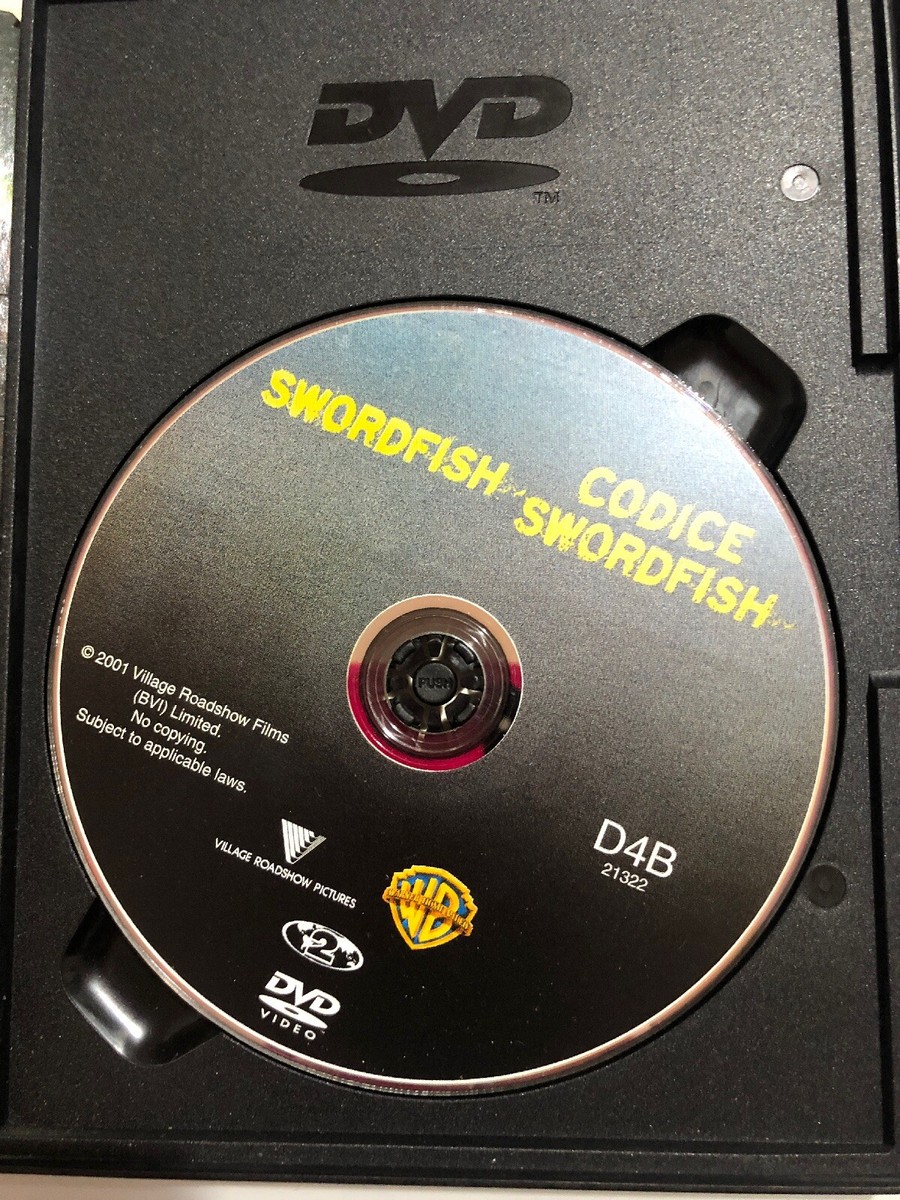 DVD
TM
SWORDFISH
CODICE
SWORDFISH
PUSH
© 2001 Village Roadshow Films
(BVI) Limited.
No copying.
Subject to applicable laws.
D4B
21322
VILLAGE ROADSHOW PICTURES
WB
2
DVD
VIDEO